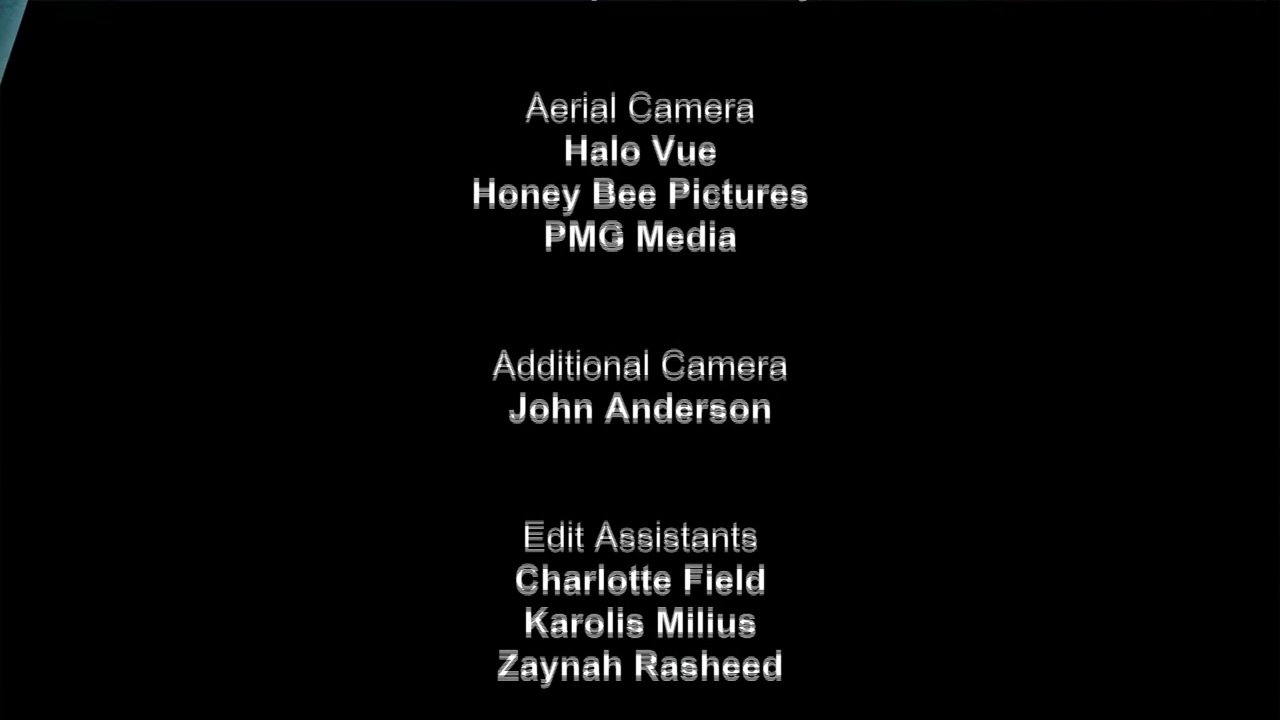 Aerial Camera
Halo Vue
Honey Bee Pictures
PMG Media
Additional Camera
John Anderson
Edit Assistants
Charlotte Field
Karolis Milius
Zaynah Rasheed